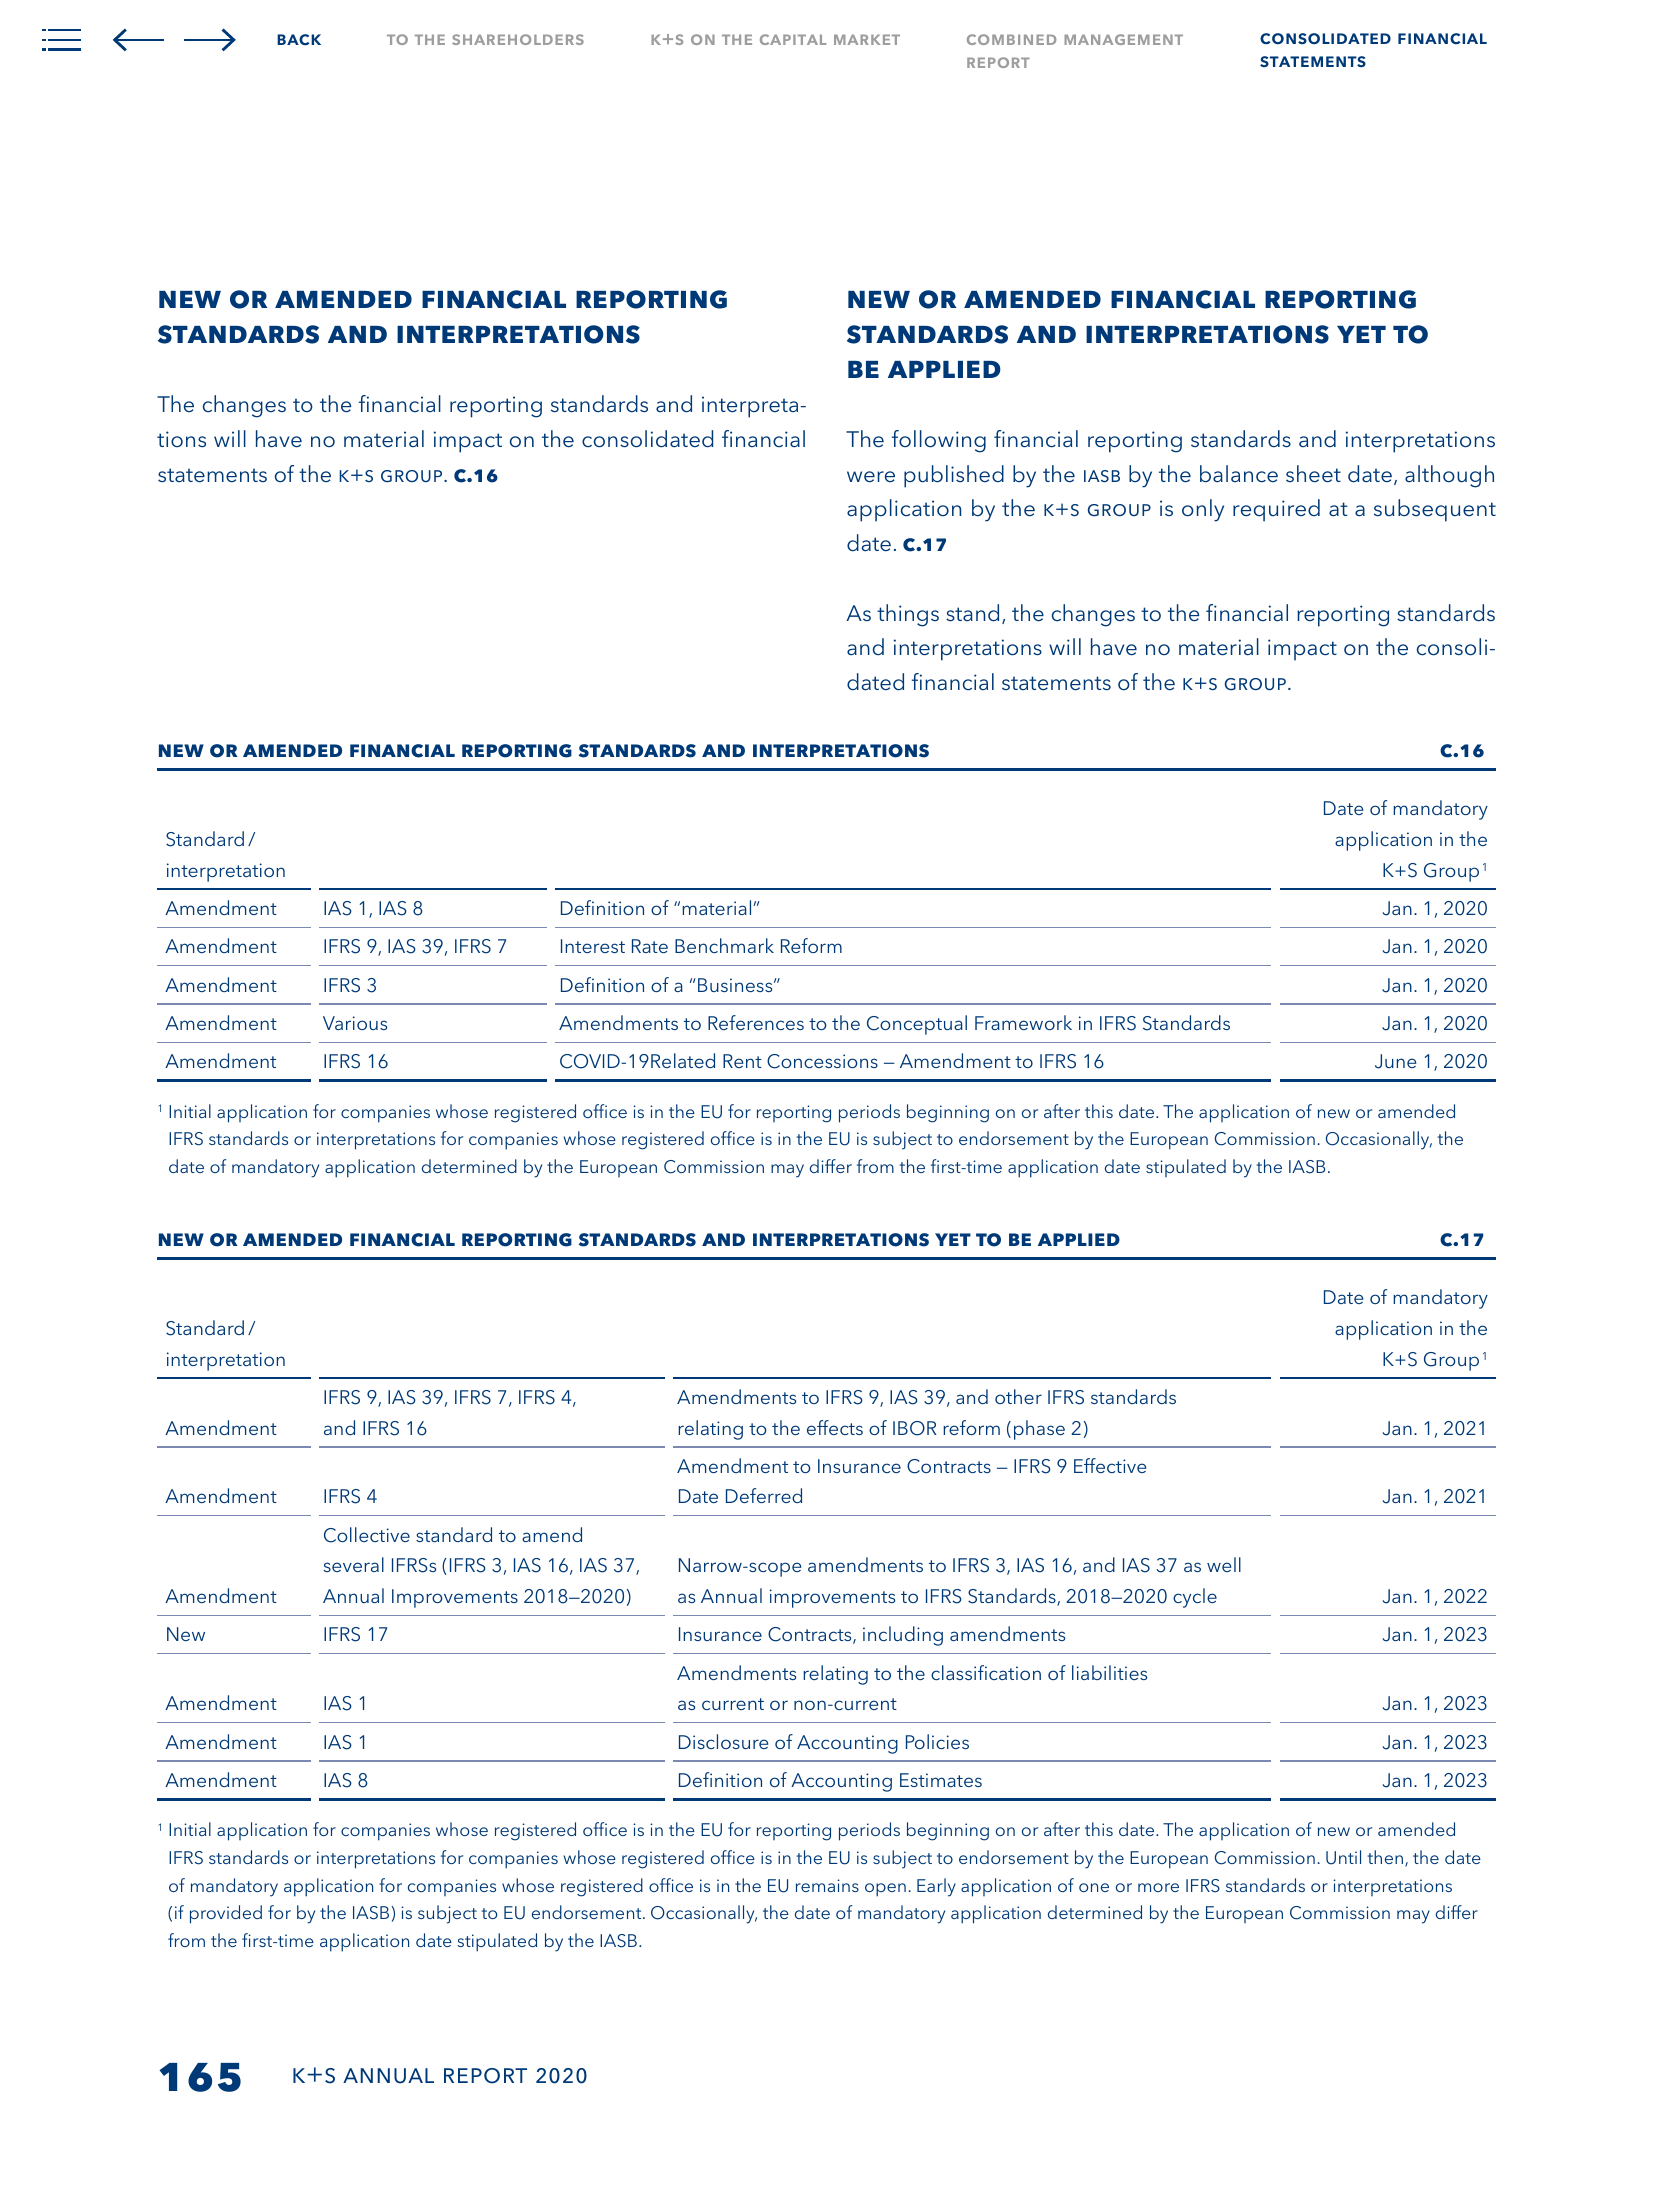 BACK
TO THE SHAREHOLDERS
K+S ON THE CAPITAL MARKET
COMBINED MANAGEMENT
REPORT
CONSOLIDATED FINANCIAL
STATEMENTS
NEW OR AMENDED FINANCIAL REPORTING
STANDARDS AND INTERPRETATIONS
The changes to the financial reporting standards and interpreta-
tions will have no material impact on the consolidated financial
statements of the K+S GROUP. C.16
NEW OR AMENDED FINANCIAL REPORTING
STANDARDS AND INTERPRETATIONS YET TO
BE APPLIED
The following financial reporting standards and interpretations
were published by the IASB by the balance sheet date, although
application by the K+S GROUP is only required at a subsequent
date. C.17
As things stand, the changes to the financial reporting standards
and interpretations will have no material impact on the consoli-
dated financial statements of the K+S GROUP.
NEW OR AMENDED FINANCIAL REPORTING STANDARDS AND INTERPRETATIONS C.16
Standard/
interpretation
Date of mandatory
application in the
K+S Group¹
Amendment IAS 1, IAS 8 Definition of “material” Jan. 1, 2020
Amendment IFRS 9, IAS 39, IFRS 7 Interest Rate Benchmark Reform Jan. 1, 2020
Amendment IFRS 3 Definition of a “Business” Jan. 1, 2020
Amendment Various Amendments to References to the Conceptual Framework in IFRS Standards Jan. 1, 2020
Amendment IFRS 16 COVID-19Related Rent Concessions – Amendment to IFRS 16 June 1, 2020
¹ Initial application for companies whose registered office is in the EU for reporting periods beginning on or after this date. The application of new or amended
IFRS standards or interpretations for companies whose registered office is in the EU is subject to endorsement by the European Commission. Occasionally, the
date of mandatory application determined by the European Commission may differ from the first-time application date stipulated by the IASB.
NEW OR AMENDED FINANCIAL REPORTING STANDARDS AND INTERPRETATIONS YET TO BE APPLIED C.17
Standard/
interpretation
Date of mandatory
application in the
K+S Group¹
IFRS 9, IAS 39, IFRS 7, IFRS 4, Amendments to IFRS 9, IAS 39, and other IFRS standards
Amendment and IFRS 16 relating to the effects of IBOR reform (phase 2) Jan. 1, 2021
Amendment to Insurance Contracts – IFRS 9 Effective
Amendment IFRS 4 Date Deferred Jan. 1, 2021
Collective standard to amend
several IFRSs (IFRS 3, IAS 16, IAS 37, Narrow-scope amendments to IFRS 3, IAS 16, and IAS 37 as well
Amendment Annual Improvements 2018–2020) as Annual improvements to IFRS Standards, 2018–2020 cycle Jan. 1, 2022
New IFRS 17 Insurance Contracts, including amendments Jan. 1, 2023
Amendments relating to the classification of liabilities
Amendment IAS 1 as current or non-current Jan. 1, 2023
Amendment IAS 1 Disclosure of Accounting Policies Jan. 1, 2023
Amendment IAS 8 Definition of Accounting Estimates Jan. 1, 2023
¹ Initial application for companies whose registered office is in the EU for reporting periods beginning on or after this date. The application of new or amended
IFRS standards or interpretations for companies whose registered office is in the EU is subject to endorsement by the European Commission. Until then, the date
of mandatory application for companies whose registered office is in the EU remains open. Early application of one or more IFRS standards or interpretations
(if provided for by the IASB) is subject to EU endorsement. Occasionally, the date of mandatory application determined by the European Commission may differ
from the first-time application date stipulated by the IASB.
165 K+S ANNUAL REPORT 2020